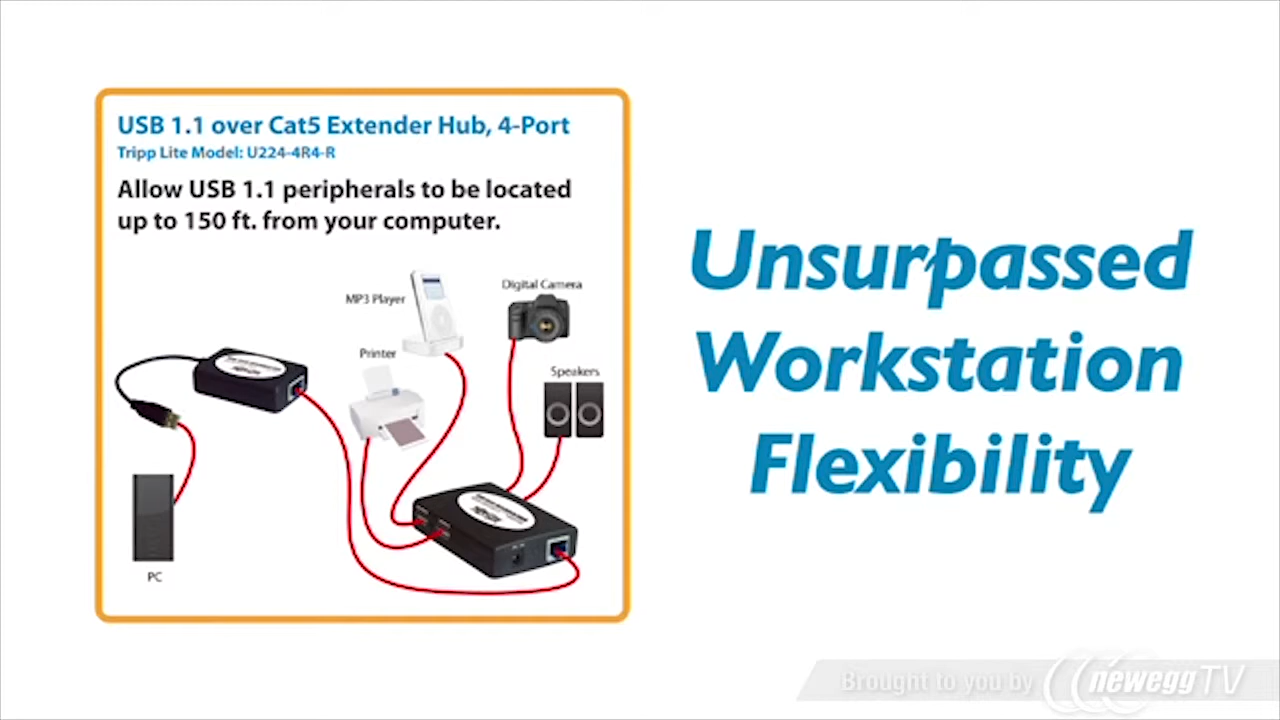 USB 1.1 over Cat5 Extender Hub, 4-Port
Tripp Lite Model: U224-4R4-R
Allow USB 1.1 peripherals to be located
up to 150 ft. from your computer.
MP3 Player
Digital Camera
Printer
Speakers
PC
Unsurpassed
Workstation
Flexibility
Brought to you by neweggTV